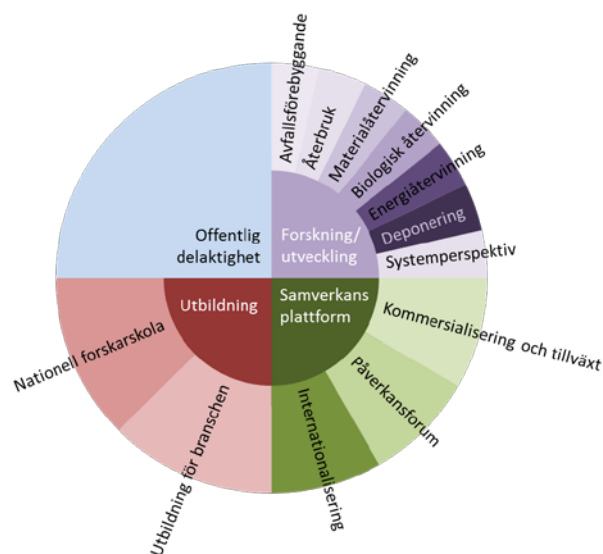 Avfallsförebyggande
Återbruk
Materialåtervinning
Biologisk återvinning
Energiåtervinning
Deponering
Systemperspektiv
Offentlig
delaktighet
Forskning/
utveckling
Utbildning
Samverkans
plattform
Kommersialisering och tillväxt
Påverkansforum
Internationalisering
Utbildning för branschen
Nationell forskarskola